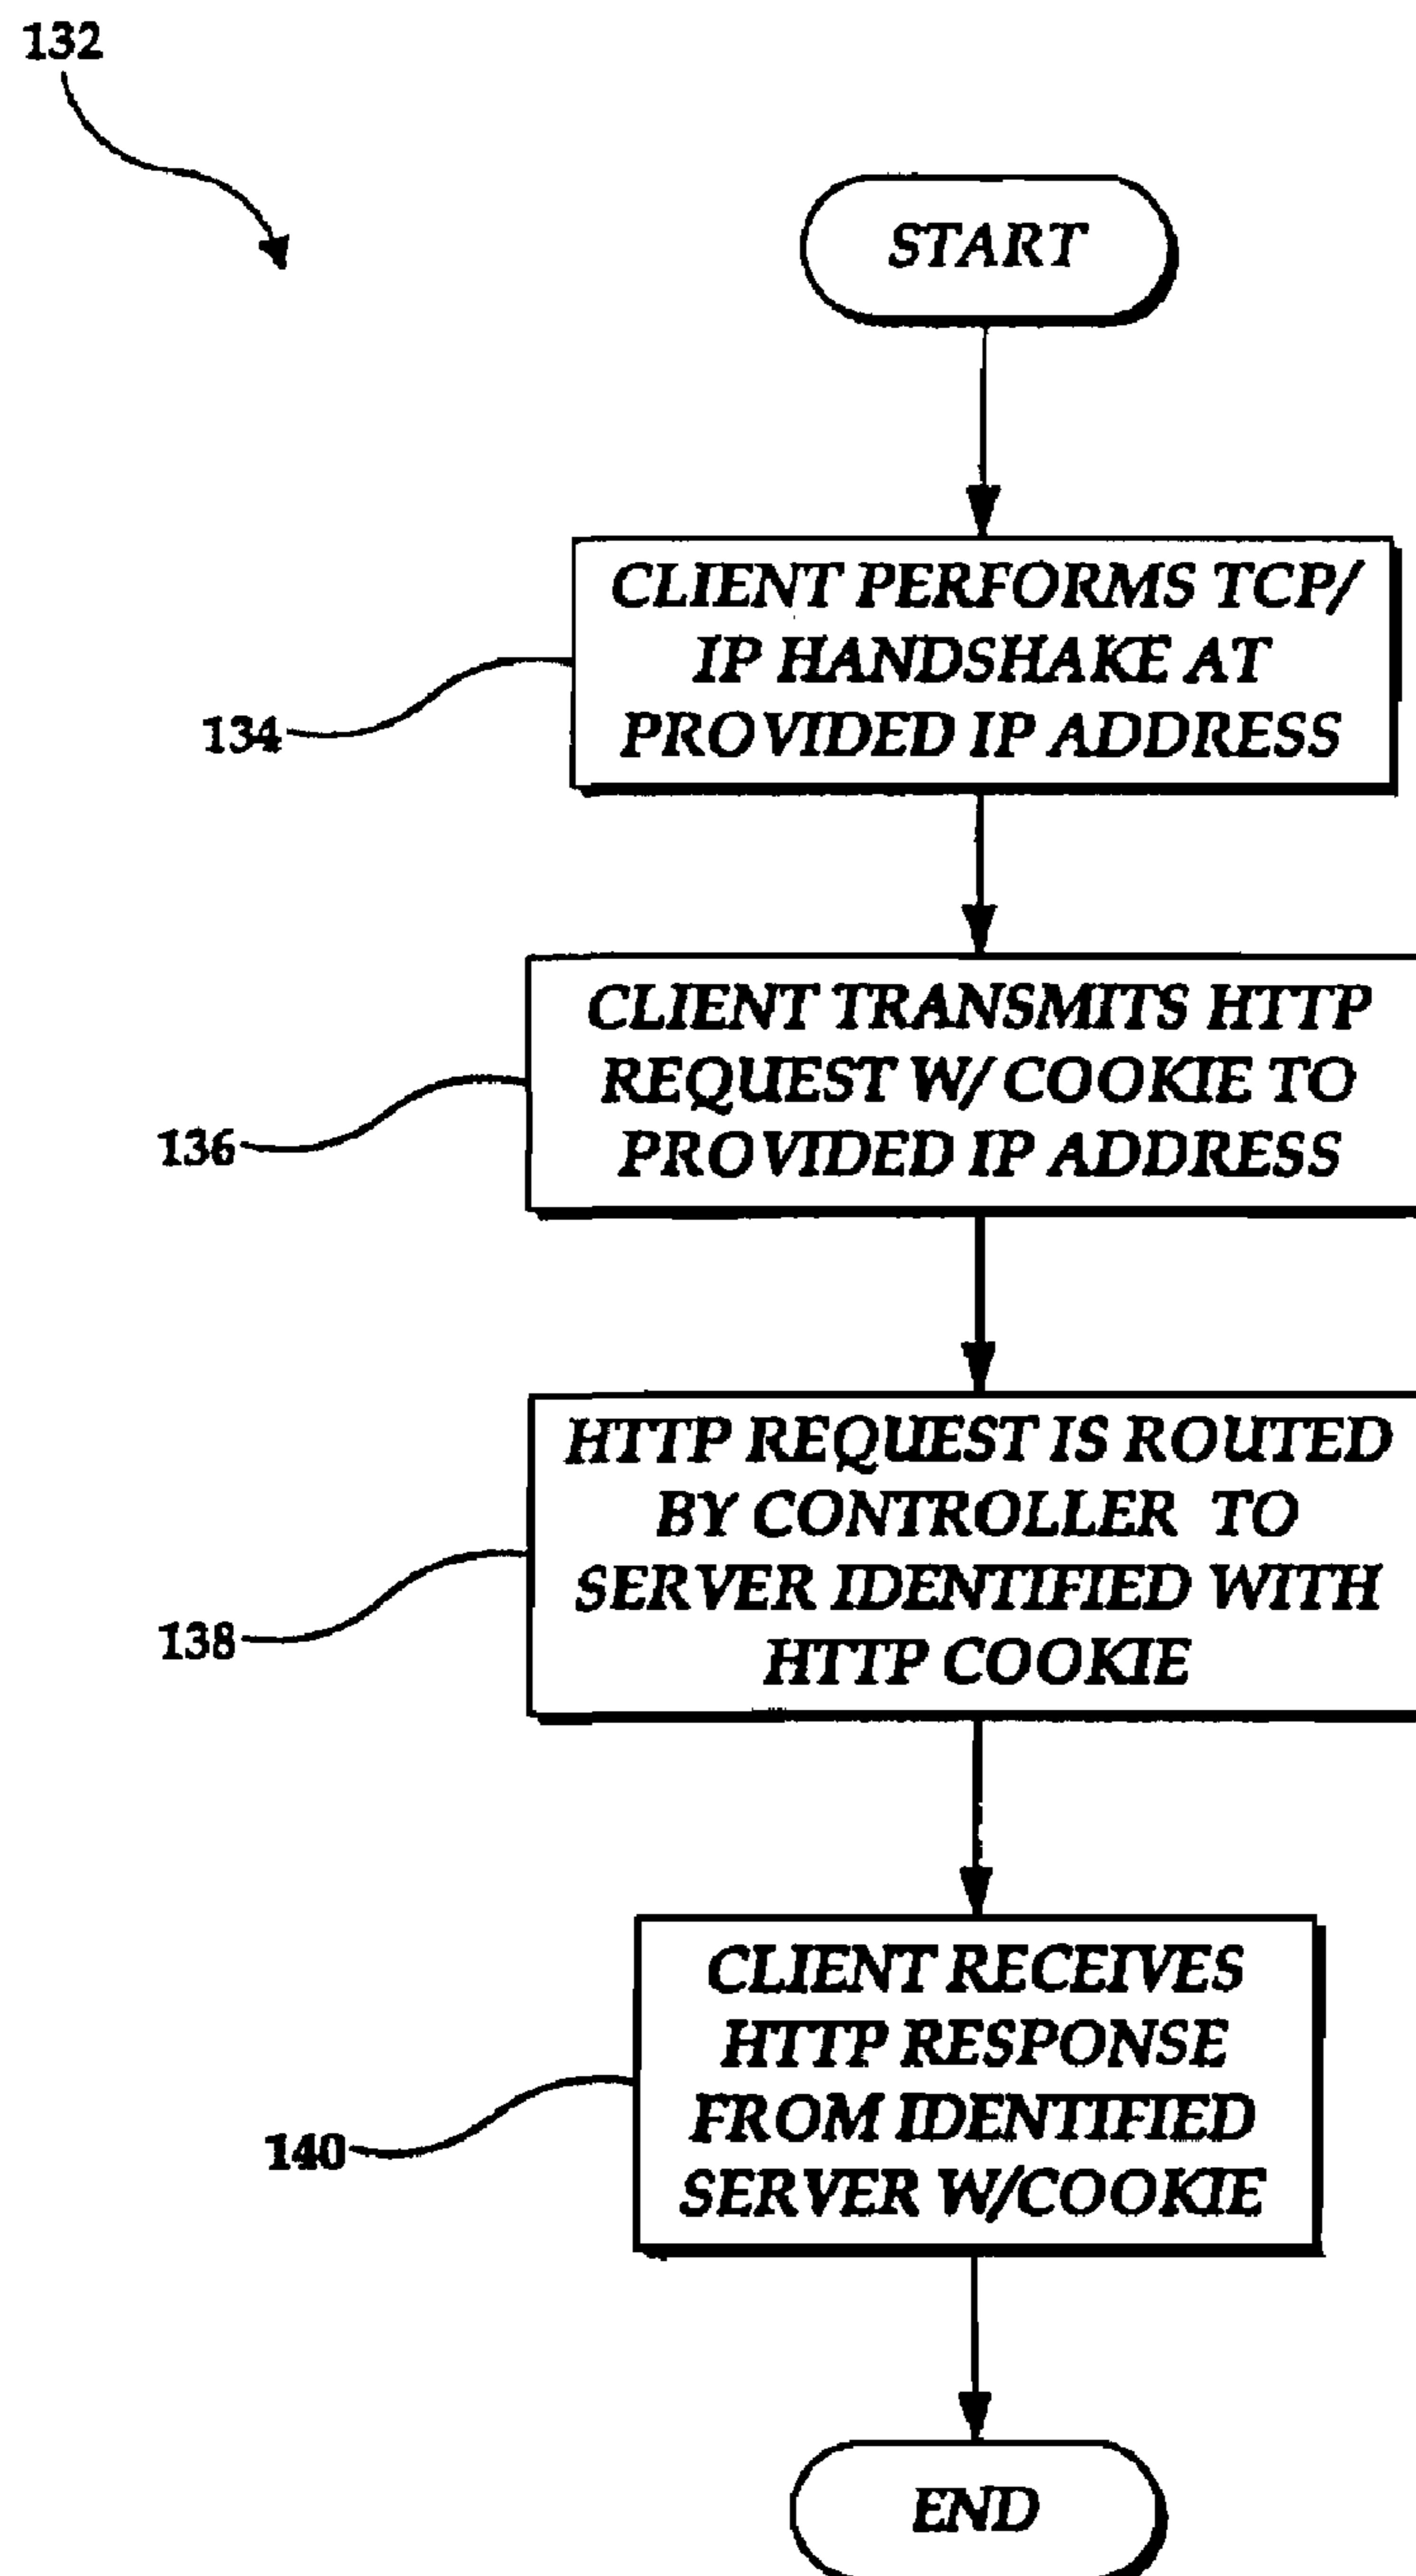 132
START
CLIENT PERFORMS TCP/
IP HANDSHAKE AT
PROVIDED IP ADDRESS
134
CLIENT TRANSMITS HTTP
REQUEST W/ COOKIE TO
PROVIDED IP ADDRESS
136
HTTP REQUEST IS ROUTED
BY CONTROLLER TO
SERVER IDENTIFIED WITH
HTTP COOKIE
138
CLIENT RECEIVES
HTTP RESPONSE
FROM IDENTIFIED
SERVER W/COOKIE
140
END